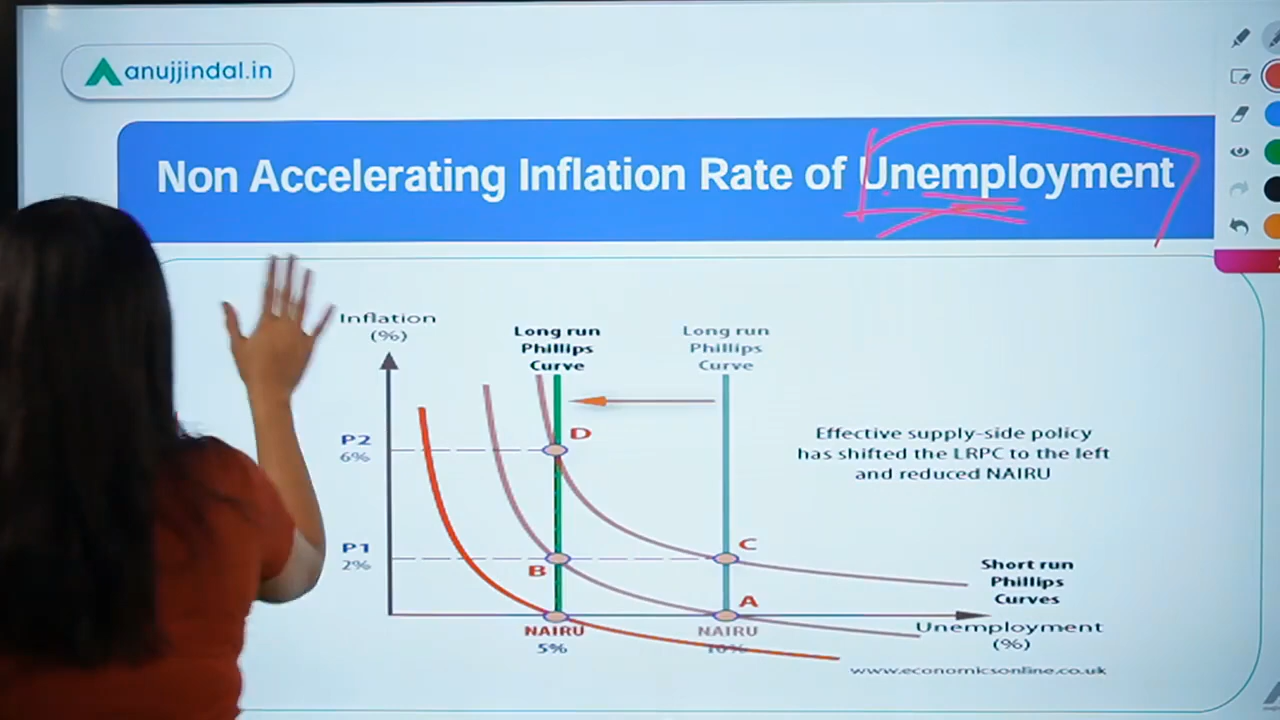 anujjindal.in
Non Accelerating Inflation Rate of Unemployment
Inflation
(%)
Long run
Phillips
Curve
Long run
Phillips
Curve
D
P2
6%
Effective supply-side policy
has shifted the LRPC to the left
and reduced NAIRU
P1
2%
B
C
A
Short run
Phillips
Curves
NAIRU
5%
NAIRU
10%
Unemployment
(%)
www.economicsonline.co.uk